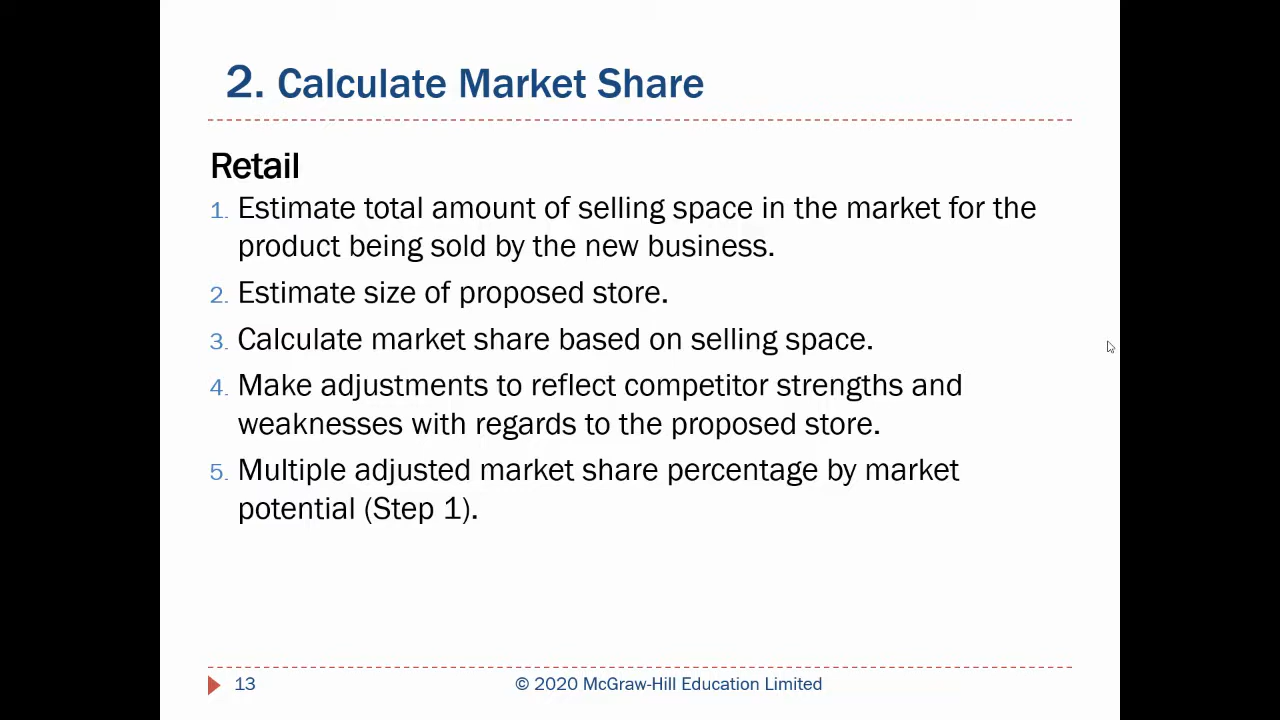 2. Calculate Market Share
Retail
1. Estimate total amount of selling space in the market for the
product being sold by the new business.
2. Estimate size of proposed store.
3. Calculate market share based on selling space.
4. Make adjustments to reflect competitor strengths and
weaknesses with regards to the proposed store.
5. Multiple adjusted market share percentage by market
potential (Step 1).
13 © 2020 McGraw-Hill Education Limited